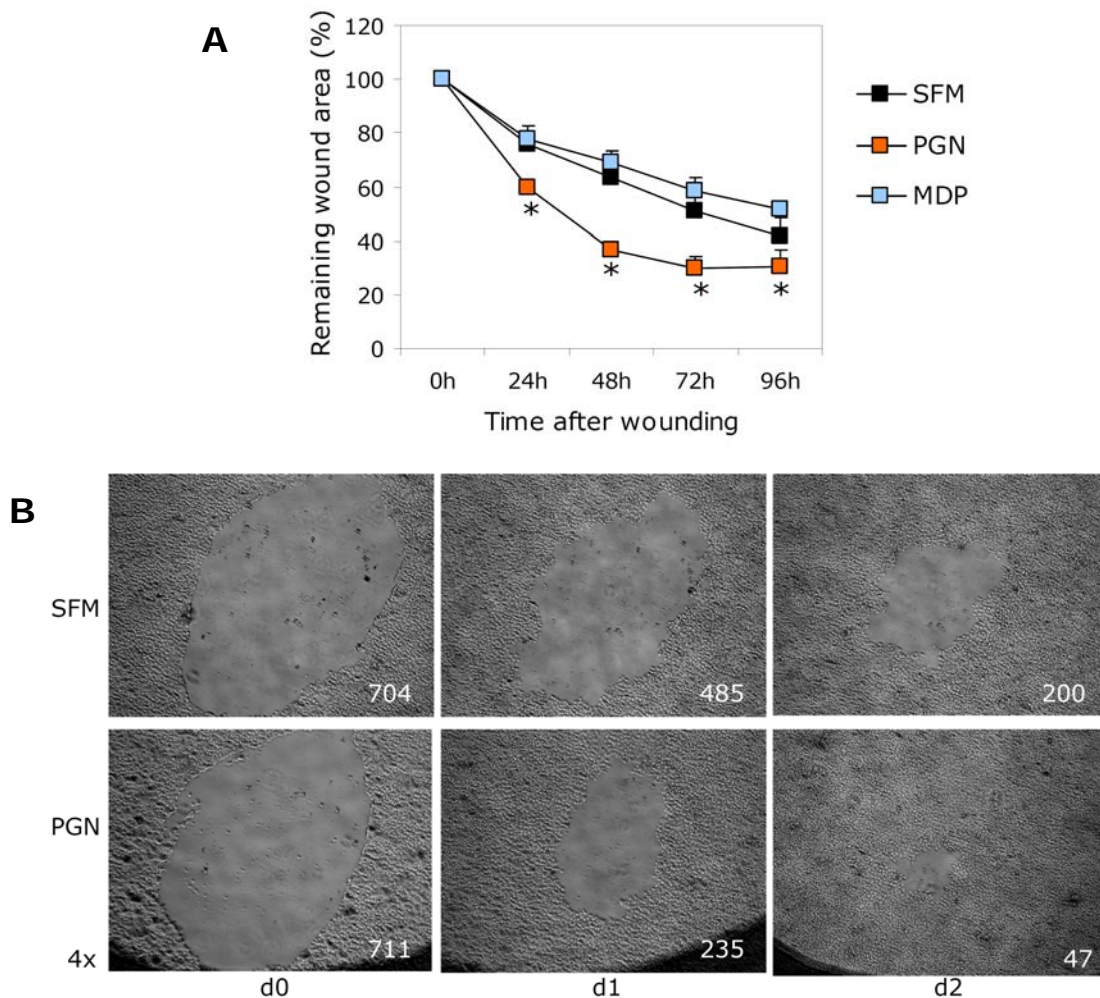 A
Remaining wound area (%)
120
100
80
60
40
20
0
*
*
*
*
0h 24h 48h 72h 96h
Time after wounding
SFM
PGN
MDP
B
SFM
704
485
200
PGN
4x
711
235
47
d0
d1
d2